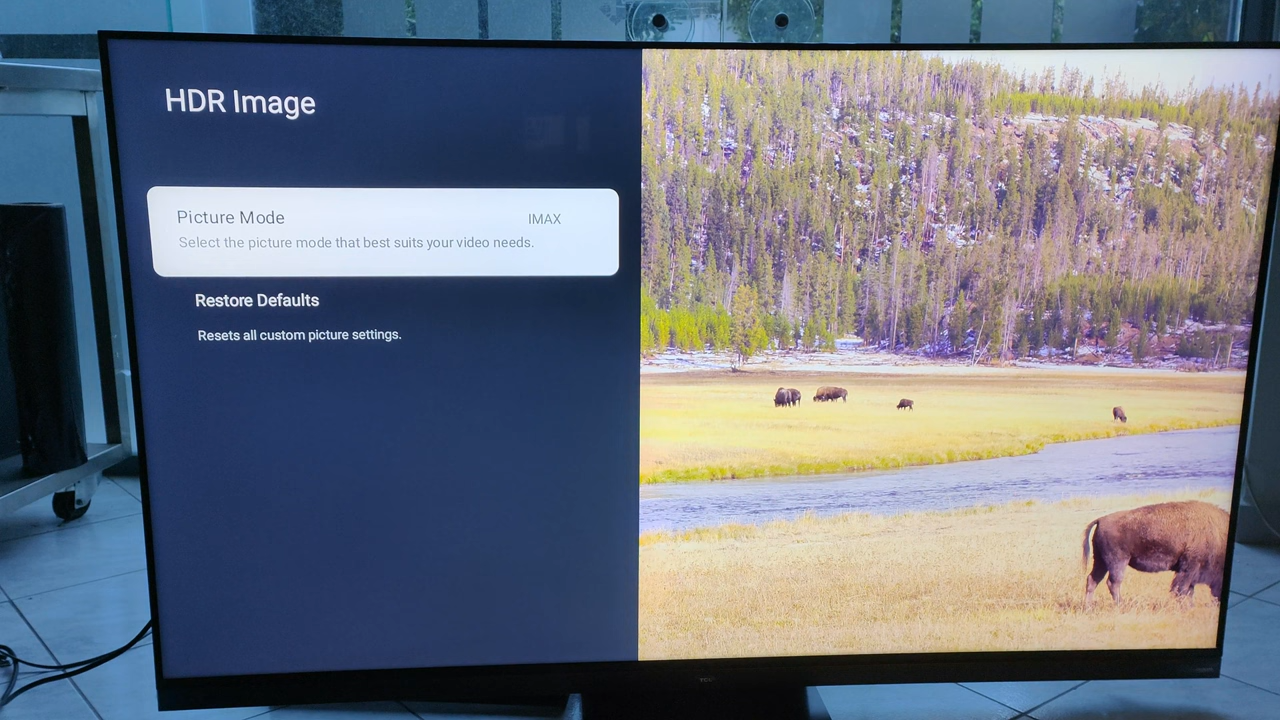 HDR Image
Picture Mode
IMAX
Select the picture mode that best suits your video needs.
Restore Defaults
Resets all custom picture settings.
TCL